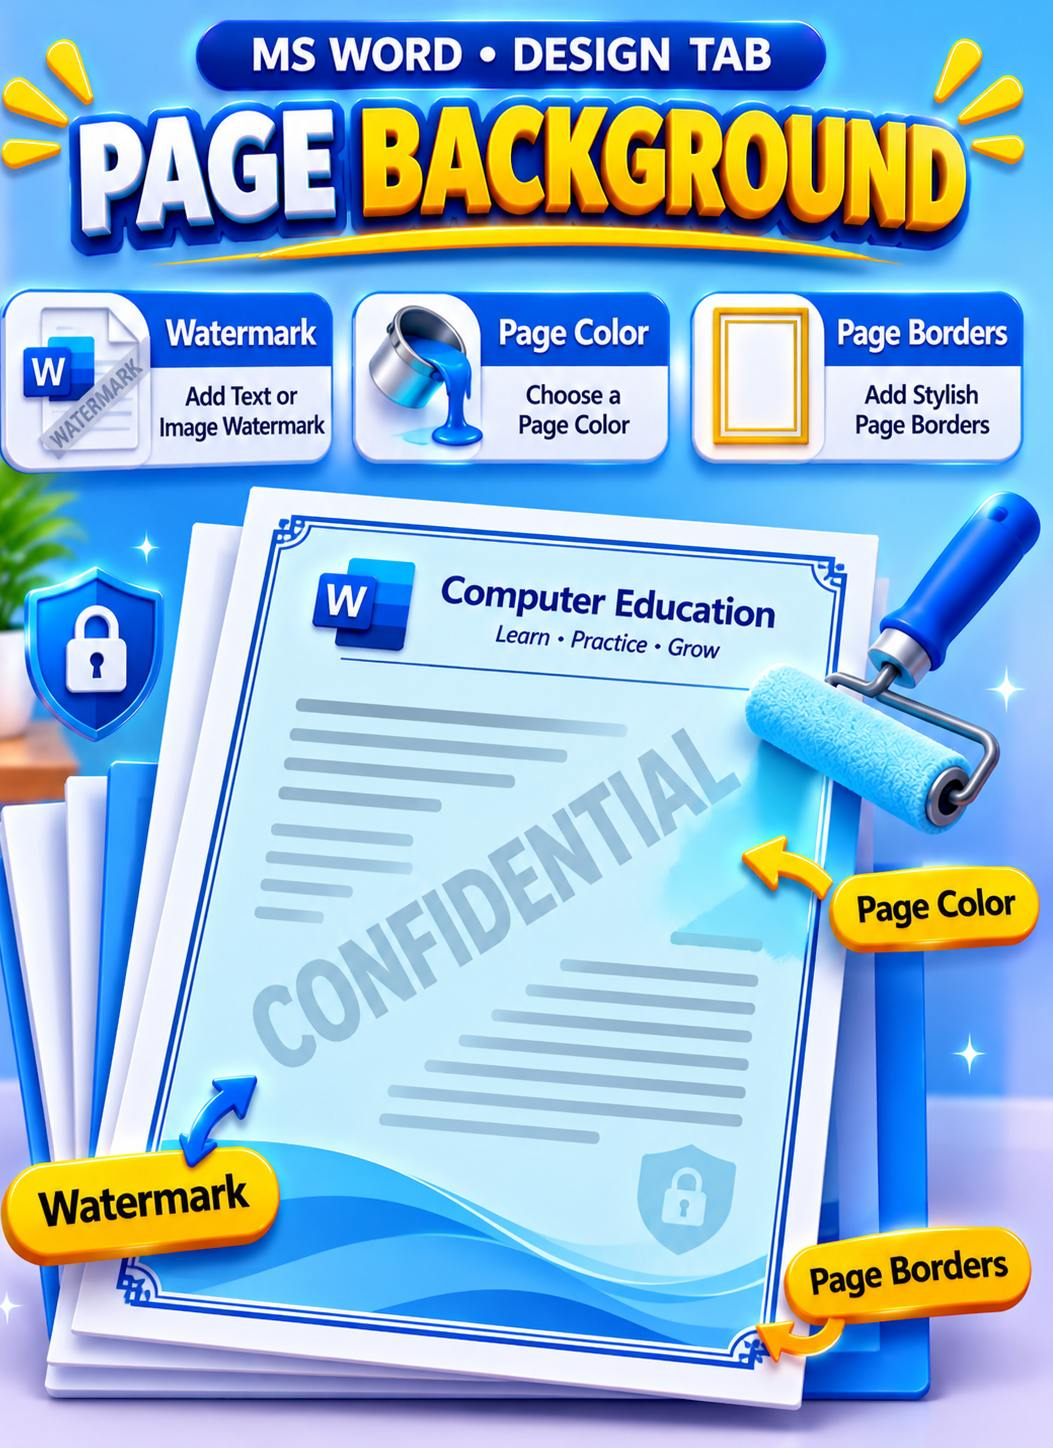 MS WORD • DESIGN TAB
PAGE BACKGROUND
W
WATERMARK
Watermark
Add Text or
Image Watermark
Page Color
Choose a
Page Color
Page Borders
Add Stylish
Page Borders
W
Computer Education
Learn • Practice • Grow
CONFIDENTIAL
Page Color
Watermark
Page Borders